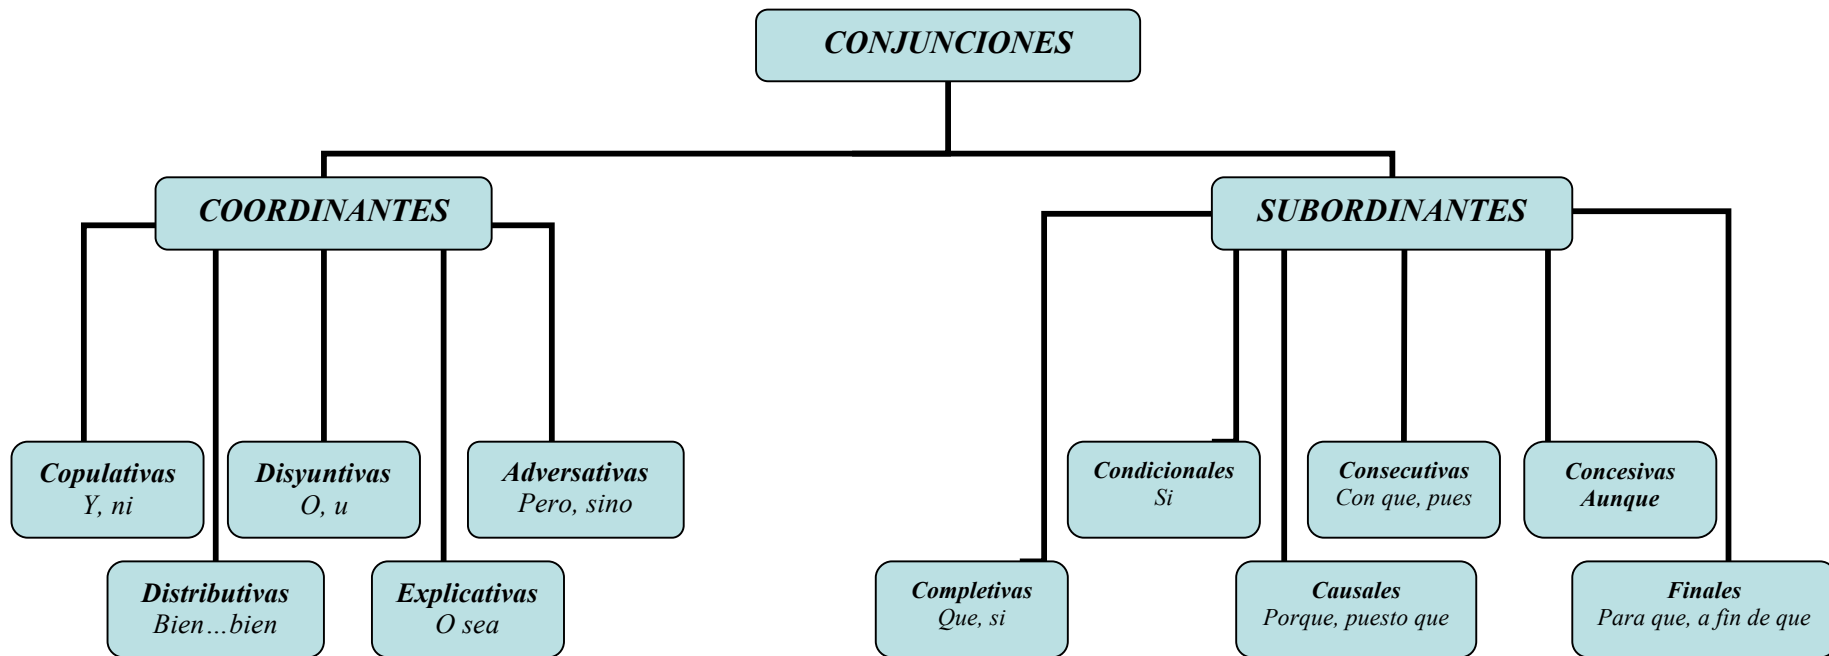 CONJUNCIONES
COORDINANTES
SUBORDINANTES
Copulativas
Y, ni
Disyuntivas
O, u
Adversativas
Pero, sino
Distributivas
Bien…bien
Explicativas
O sea
Condicionales
Si
Consecutivas
Con que, pues
Concesivas
Aunque
Completivas
Que, si
Causales
Porque, puesto que
Finales
Para que, a fin de que